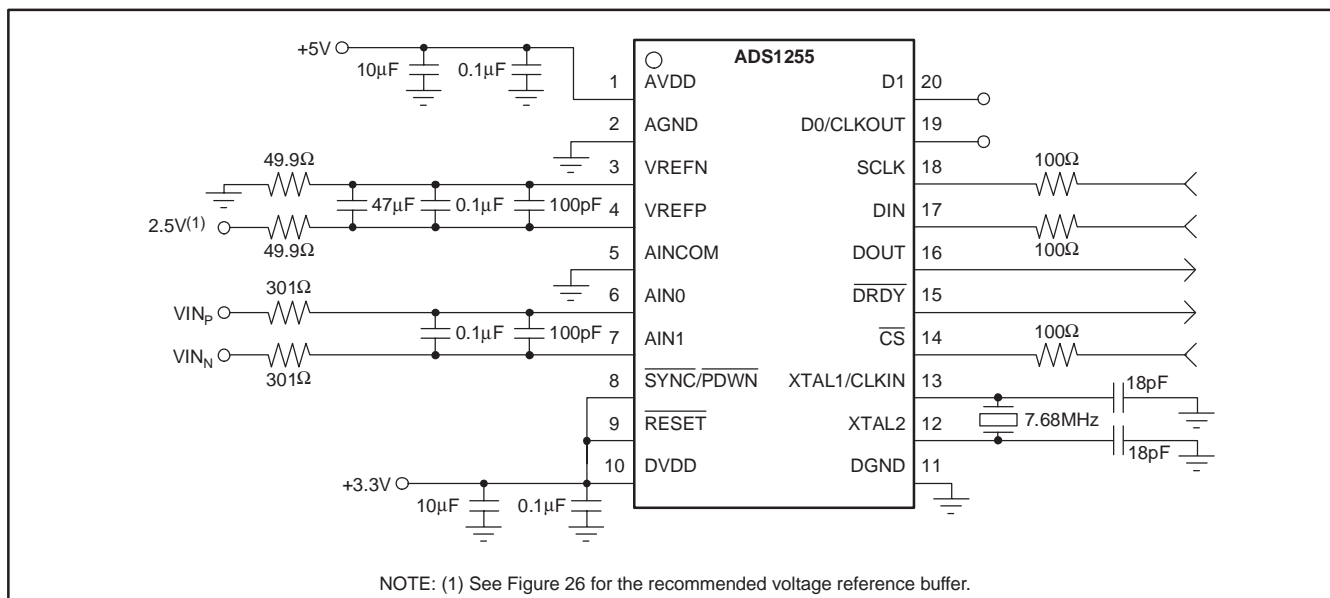 ADS1255
+5V
10µF
0.1µF
1 AVDD
D1 20
2 AGND
D0/CLKOUT 19
49.9Ω
3 VREFN
SCLK 18
100Ω
47µF
0.1µF
100pF
2.5V(1)
4 VREFP
DIN 17
49.9Ω
100Ω
5 AINCOM
DOUT 16
301Ω
6 AIN0
DRDY 15
VINP
0.1µF
100pF
7 AIN1
CS 14
100Ω
VINN
301Ω
8 SYNC/PDWN
XTAL1/CLKIN 13
18pF
9 RESET
XTAL2 12
7.68MHz
18pF
10 DVDD
DGND 11
+3.3V
10µF
0.1µF
NOTE: (1) See Figure 26 for the recommended voltage reference buffer.